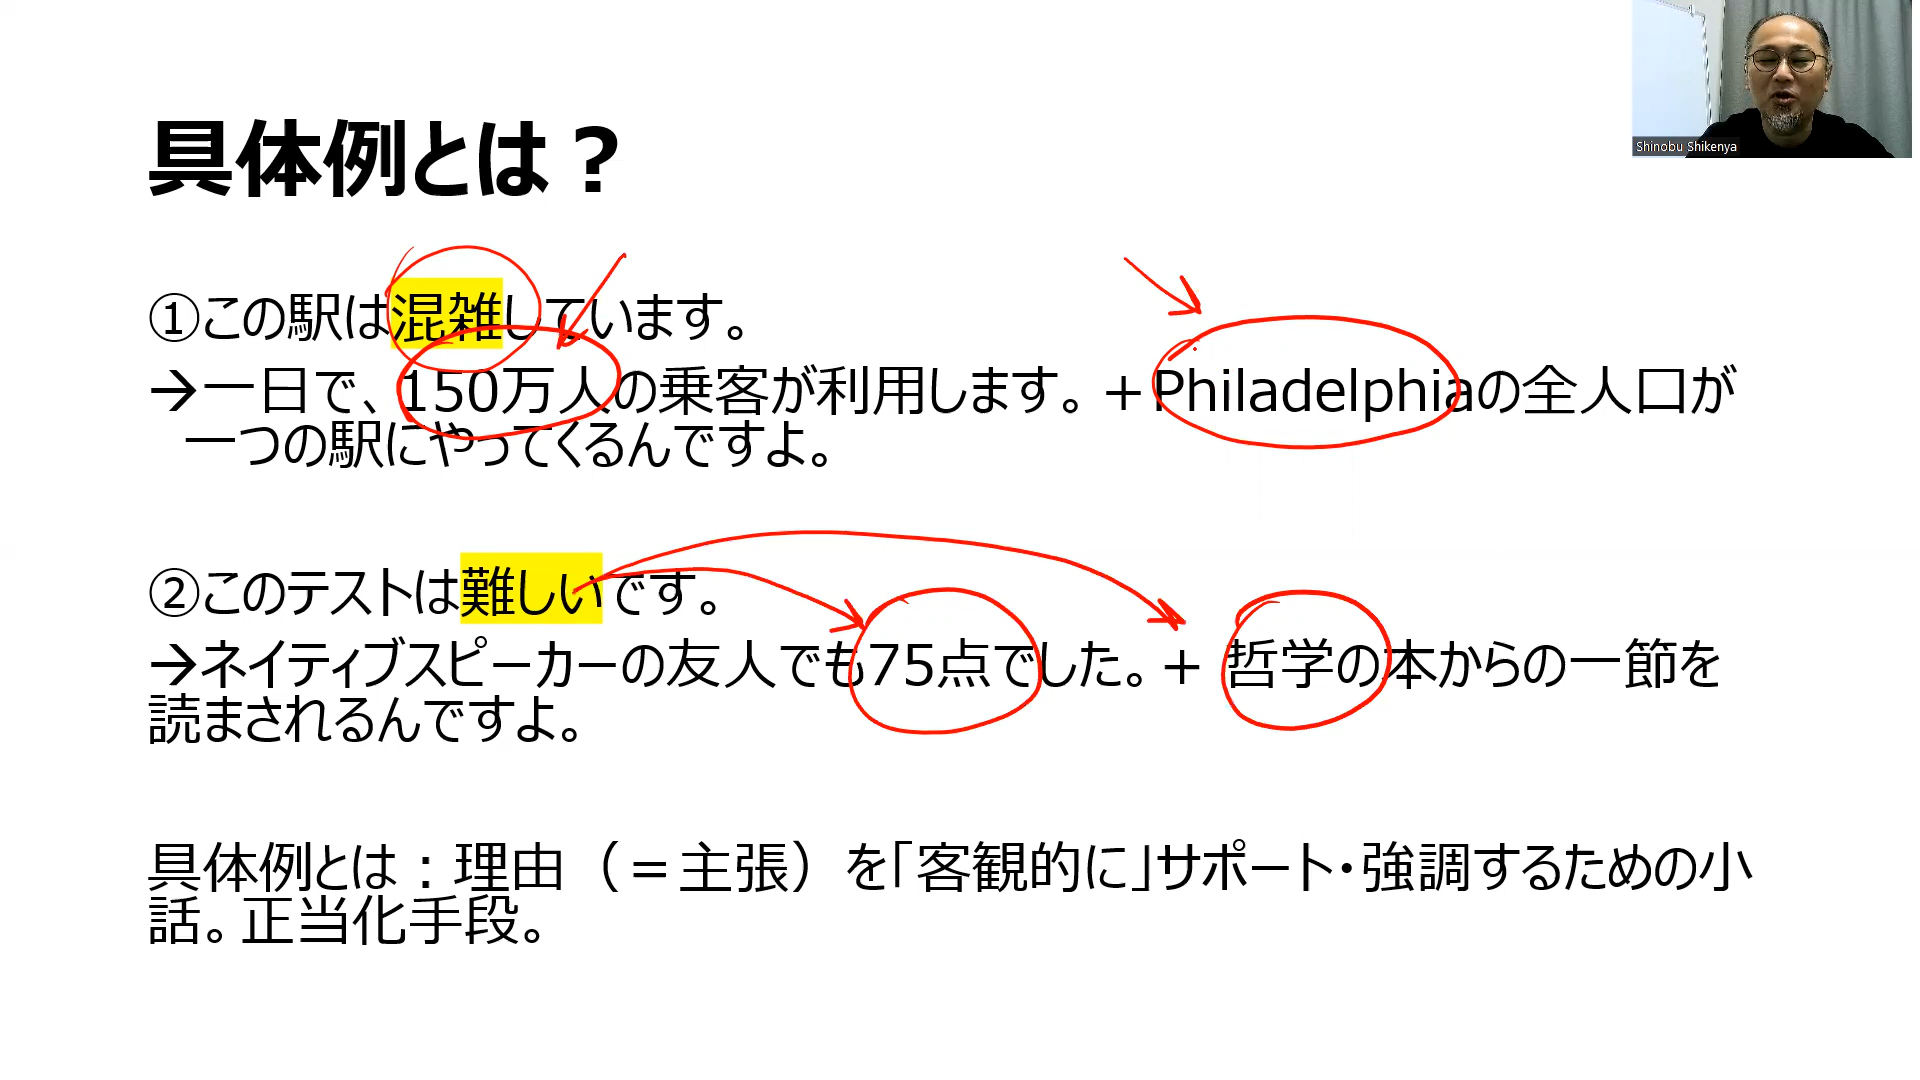 具体例とは？
Shinobu Shikenya
①この駅は混雑しています。
→一日で、150万人の乗客が利用します。＋Philadelphiaの全人口が
一つの駅にやってくるんですよ。
②このテストは難しいです。
→ネイティブスピーカーの友人でも75点でした。＋ 哲学の本からの一節を
読まされるんですよ。
具体例とは：理由（＝主張）を「客観的に」サポート・強調するための小
話。正当化手段。